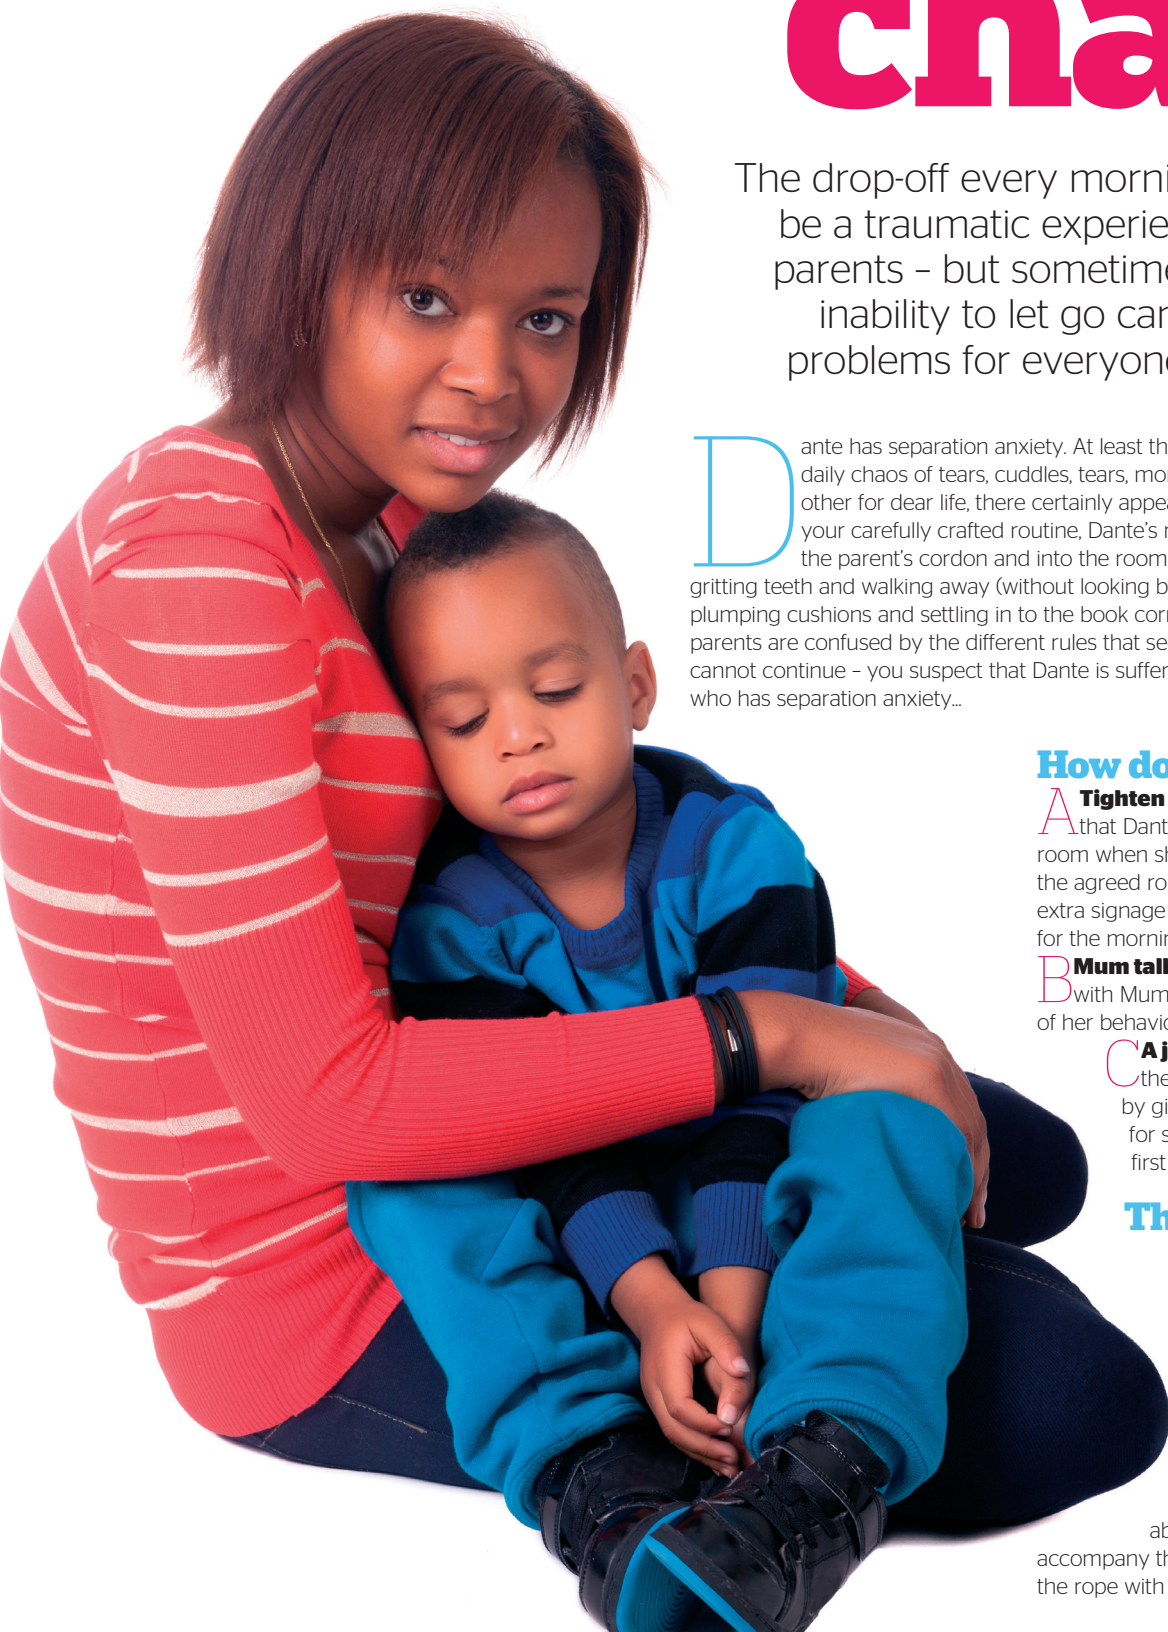 cha
The drop-off every morni
be a traumatic experie
parents – but sometime
inability to let go can
problems for everyone
Dante has separation anxiety. At least th
daily chaos of tears, cuddles, tears, mor
other for dear life, there certainly appea
your carefully crafted routine, Dante's m
the parent's cordon and into the room
gritting teeth and walking away (without looking b
plumping cushions and settling in to the book corn
parents are confused by the different rules that se
cannot continue – you suspect that Dante is suffer
who has separation anxiety...
How do
A Tighten
that Dant
room when sh
the agreed ro
extra signage
for the mornin
B Mum talk
with Mum
of her behavio
C A j
the
by gi
for s
first
Th
ab
accompany th
the rope with